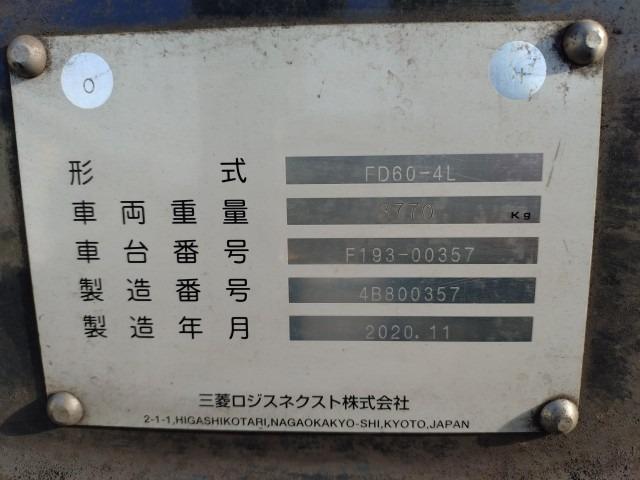 形式 FD60-4L
車両重量 8770 Kg
車台番号 F193-00357
製造番号 4B800357
製造年月 2020.11
三菱ロジスネクスト株式会社
2-1-1,HIGASHIKOTARI,NAGAOKAKYO-SHI,KYOTO,JAPAN